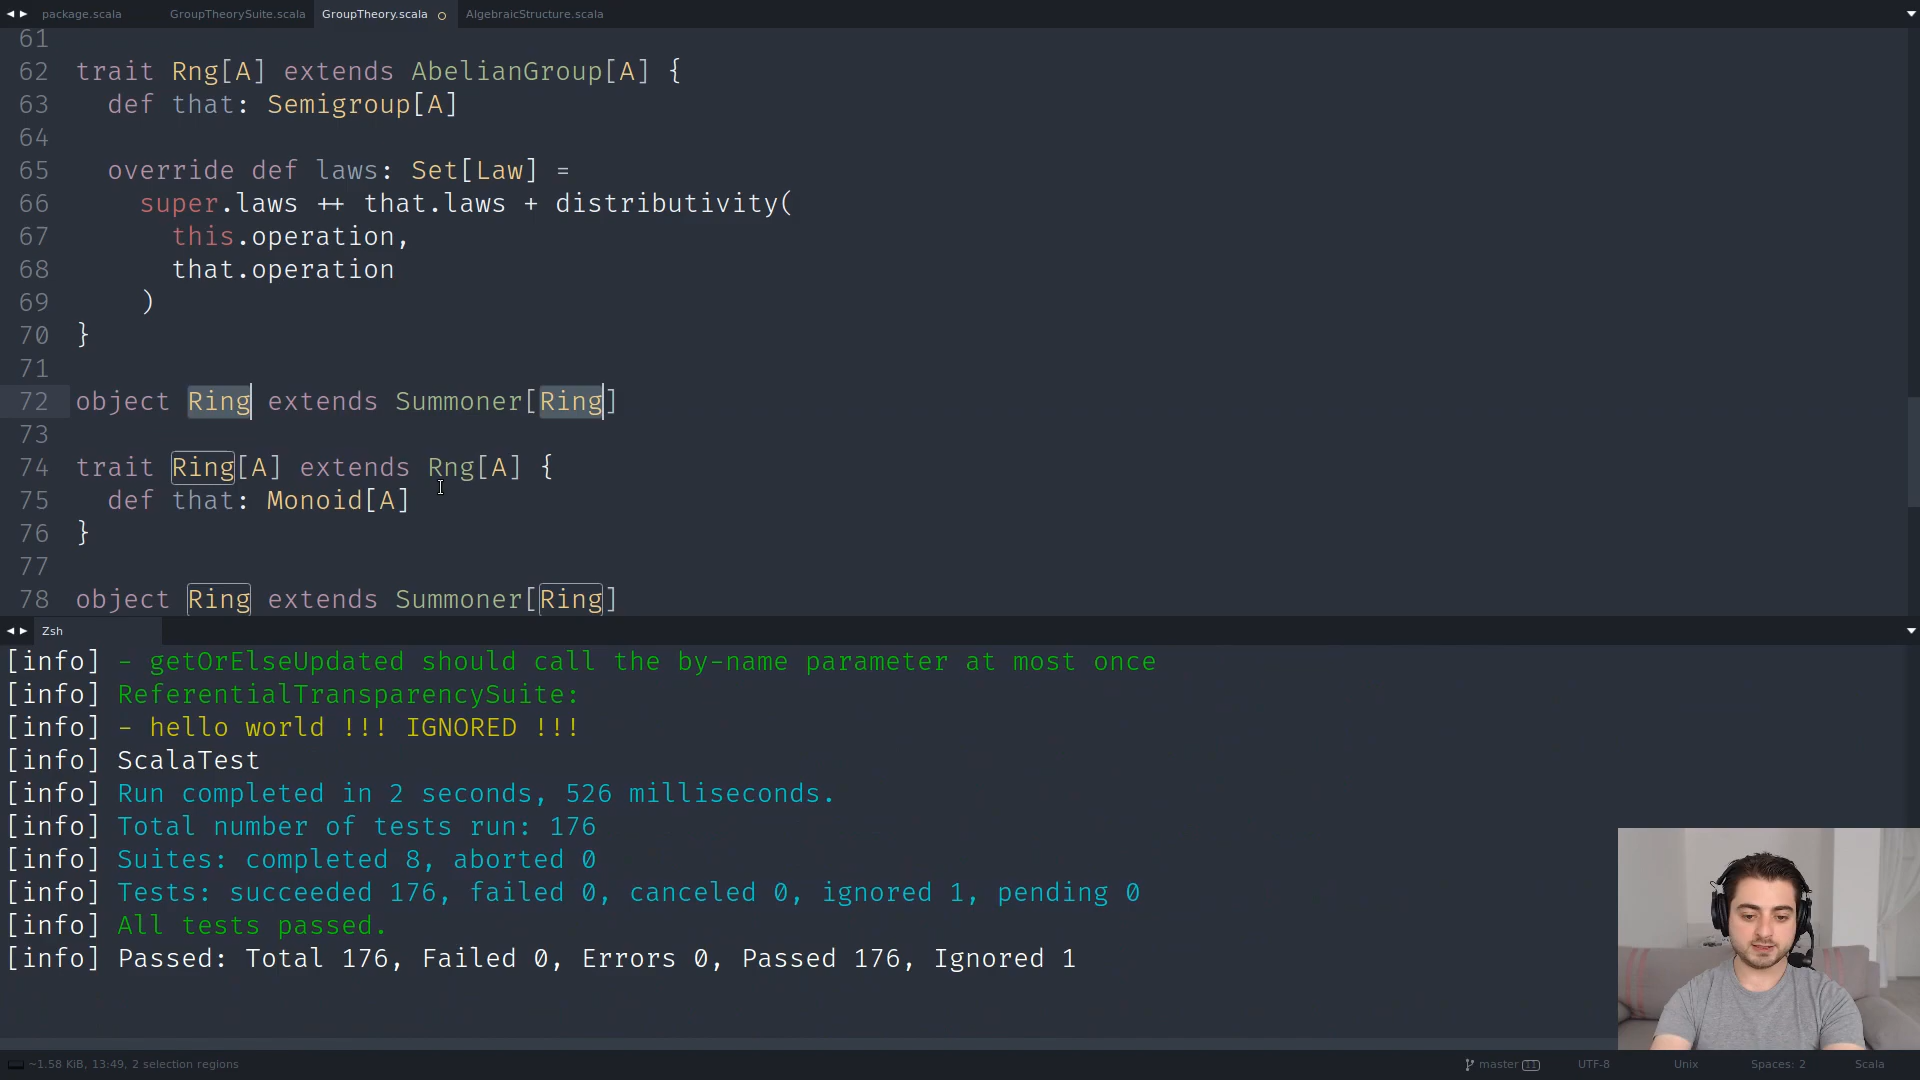 package.scala GroupTheorySuite.scala GroupTheory.scala AlgebraicStructure.scala
61
62 trait Rng[A] extends AbelianGroup[A] {
63 def that: Semigroup[A]
64
65 override def laws: Set[Law] =
66 super.laws ++ that.laws + distributivity(
67 this.operation,
68 that.operation
69 )
70 }
71
72 object Ring extends Summoner[Ring]
73
74 trait Ring[A] extends Rng[A] {
75 def that: Monoid[A]
76 }
77
78 object Ring extends Summoner[Ring]
Zsh
[info] - getOrElseUpdated should call the by-name parameter at most once
[info] ReferentialTransparencySuite:
[info] - hello world !!! IGNORED !!!
[info] ScalaTest
[info] Run completed in 2 seconds, 526 milliseconds.
[info] Total number of tests run: 176
[info] Suites: completed 8, aborted 0
[info] Tests: succeeded 176, failed 0, canceled 0, ignored 1, pending 0
[info] All tests passed.
[info] Passed: Total 176, Failed 0, Errors 0, Passed 176, Ignored 1
~1.58 KiB, 13:49, 2 selection regions master 11 UTF-8 Unix Spaces: 2 Scala